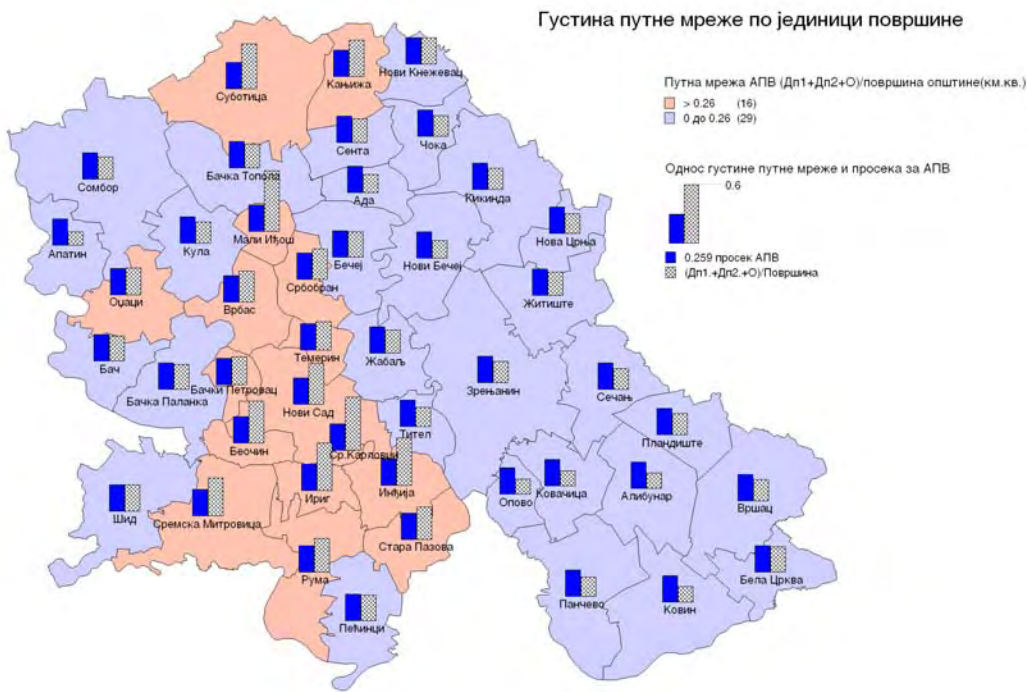 Густина путне мреже по јединици површине
Путна мрежа АПВ (Дп1+Дп2+О)/површина општине(км.кв.)
> 0.26 (16)
0 до 0.26 (29)
Однос густине путне мреже и просека за АПВ
0.6
0.259 просек АПВ
(Дп1.+Дп2.+О)/Површина
Суботица
Кањижа
Нови Кнежевац
Сента
Чока
Сомбор
Бачка Топола
Ада
Кикинда
Апатин
Кула
Мали Иђош
Бечеј
Нови Бечеј
Нова Црња
Оџаци
Врбас
Србобран
Житиште
Бач
Бачка Паланка
Бачки Петровац
Темерин
Жабаљ
Зрењанин
Сечањ
Нови Сад
Беочин
Ср.Карловци
Тител
Пландиште
Шид
Сремска Митровица
Ириг
Инђија
Опово
Ковачица
Алибунар
Вршац
Стара Пазова
Рума
Пећинци
Панчево
Ковин
Бела Црква